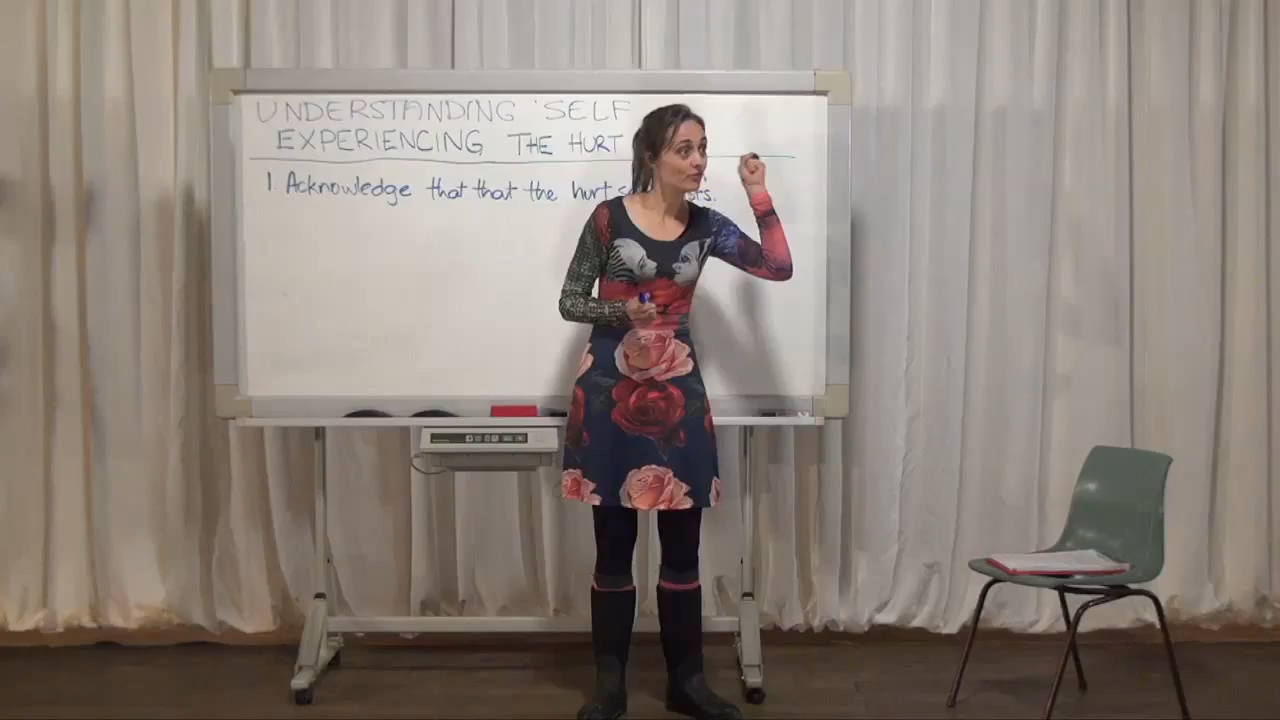 UNDERSTANDING 'SELF
EXPERIENCING THE HURT
1. Acknowledge that that the hurt